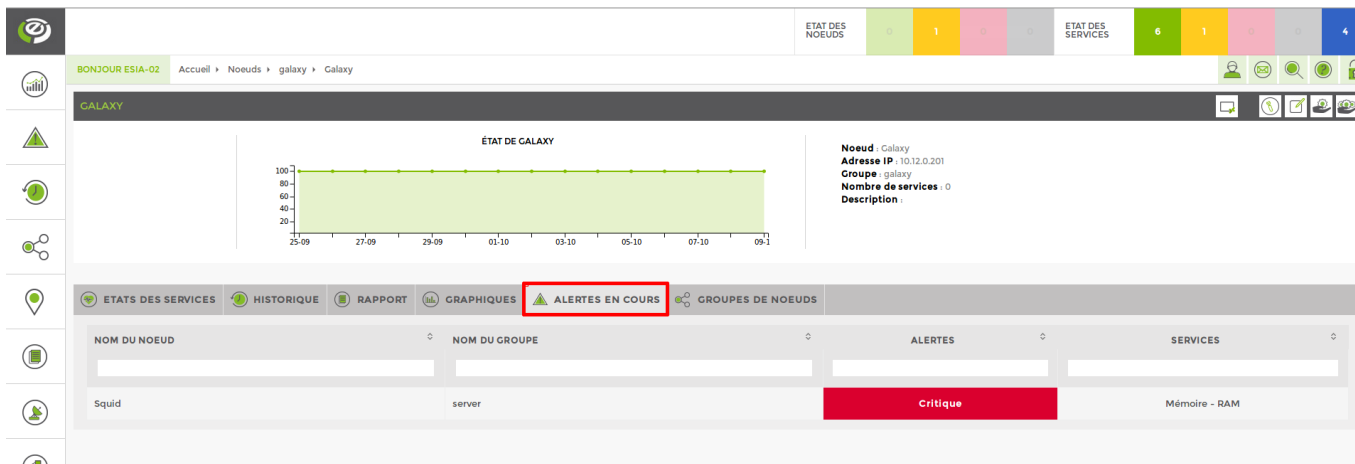 ETAT DES NOEUDS 0 1 0 0 ETAT DES SERVICES 6 1 0 0 4
BONJOUR ESIA-02 Accueil Noeuds galaxy Galaxy
GALAXY
ÉTAT DE GALAXY
100
80
60
40
20
25-09 27-09 29-09 01-10 03-10 05-10 07-10 09-1
Noeud : Galaxy
Adresse IP : 10.12.0.201
Groupe : galaxy
Nombre de services : 0
Description :
ETATS DES SERVICES HISTORIQUE RAPPORT GRAPHIQUES ALERTES EN COURS GROUPES DE NOEUDS
NOM DU NOEUD NOM DU GROUPE ALERTES SERVICES
Squid server Critique Mémoire - RAM